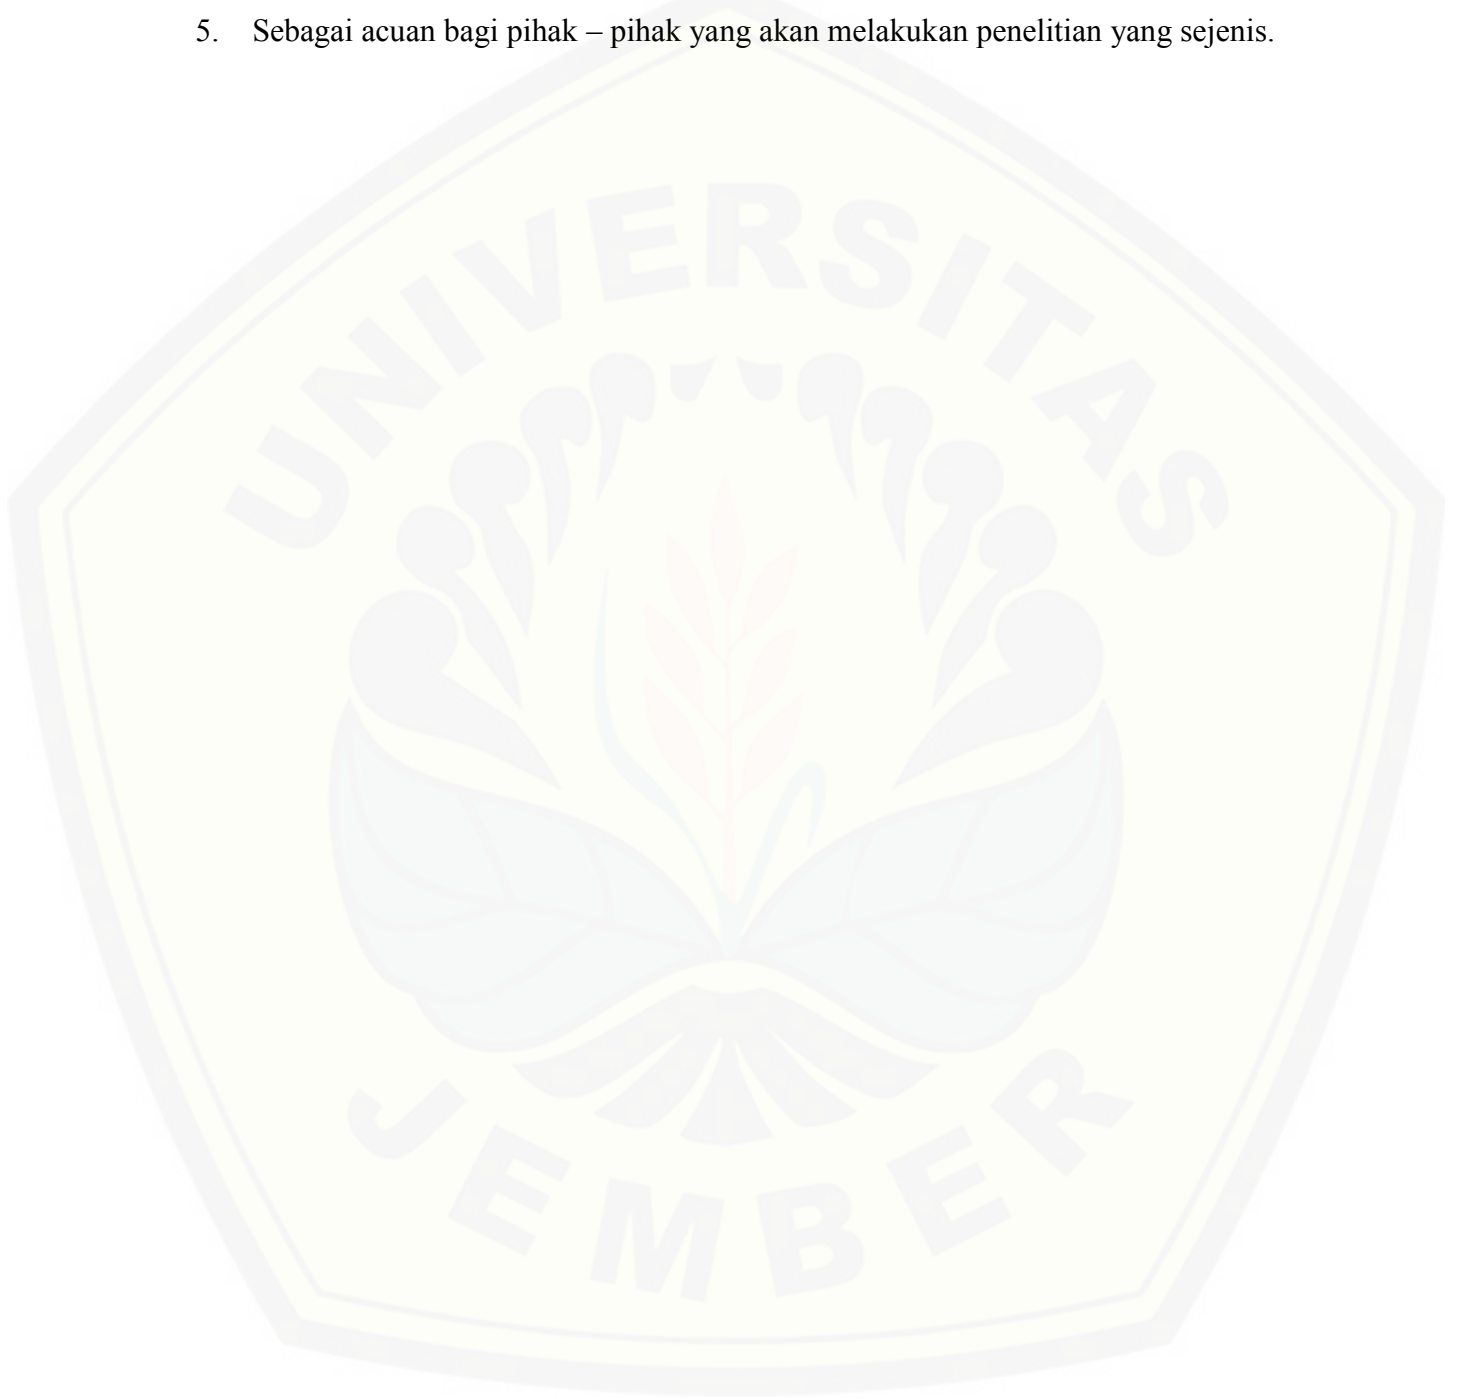 5. Sebagai acuan bagi pihak – pihak yang akan melakukan penelitian yang sejenis.
UNIVERSITAS
JEMBER